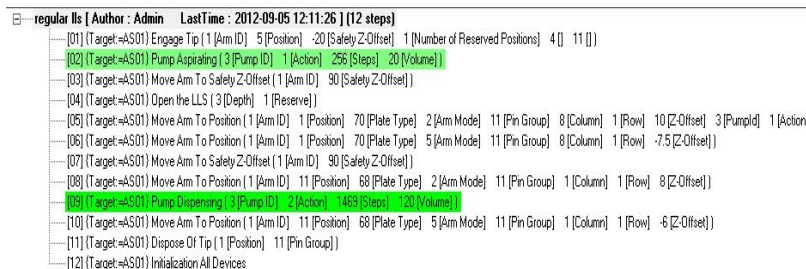 regular lls [ Author : Admin LastTime : 2012-09-05 12:11:26 ] (12 steps)
[01] {Target:=AS01} Engage Tip ( 1 [Arm ID] 5 [Position] -20 [Safety Z-Offset] 1 [Number of Reserved Positions] 4 [] 11 [] )
[02] {Target:=AS01} Pump Aspirating ( 3 [Pump ID] 1 [Action] 256 [Steps] 20 [Volume] )
[03] {Target:=AS01} Move Arm To Safety Z-Offset ( 1 [Arm ID] 90 [Safety Z-Offset] )
[04] {Target:=AS01} Open the LLS ( 3 [Depth] 1 [Reserve] )
[05] {Target:=AS01} Move Arm To Position ( 1 [Arm ID] 1 [Position] 70 [Plate Type] 2 [Arm Mode] 11 [Pin Group] 8 [Column] 1 [Row] 10 [Z-Offset] 3 [PumpId] 1 [Action
[06] {Target:=AS01} Move Arm To Position ( 1 [Arm ID] 1 [Position] 70 [Plate Type] 5 [Arm Mode] 11 [Pin Group] 8 [Column] 1 [Row] -7.5 [Z-Offset] )
[07] {Target:=AS01} Move Arm To Safety Z-Offset ( 1 [Arm ID] 90 [Safety Z-Offset] )
[08] {Target:=AS01} Move Arm To Position ( 1 [Arm ID] 11 [Position] 68 [Plate Type] 2 [Arm Mode] 11 [Pin Group] 1 [Column] 1 [Row] 8 [Z-Offset] )
[09] {Target:=AS01} Pump Dispensing ( 3 [Pump ID] 2 [Action] 1469 [Steps] 120 [Volume] )
[10] {Target:=AS01} Move Arm To Position ( 1 [Arm ID] 11 [Position] 68 [Plate Type] 5 [Arm Mode] 11 [Pin Group] 1 [Column] 1 [Row] -6 [Z-Offset] )
[11] {Target:=AS01} Dispose Of Tip ( 1 [Position] 11 [Pin Group] )
[12] {Target:=AS01} Initialization All Devices